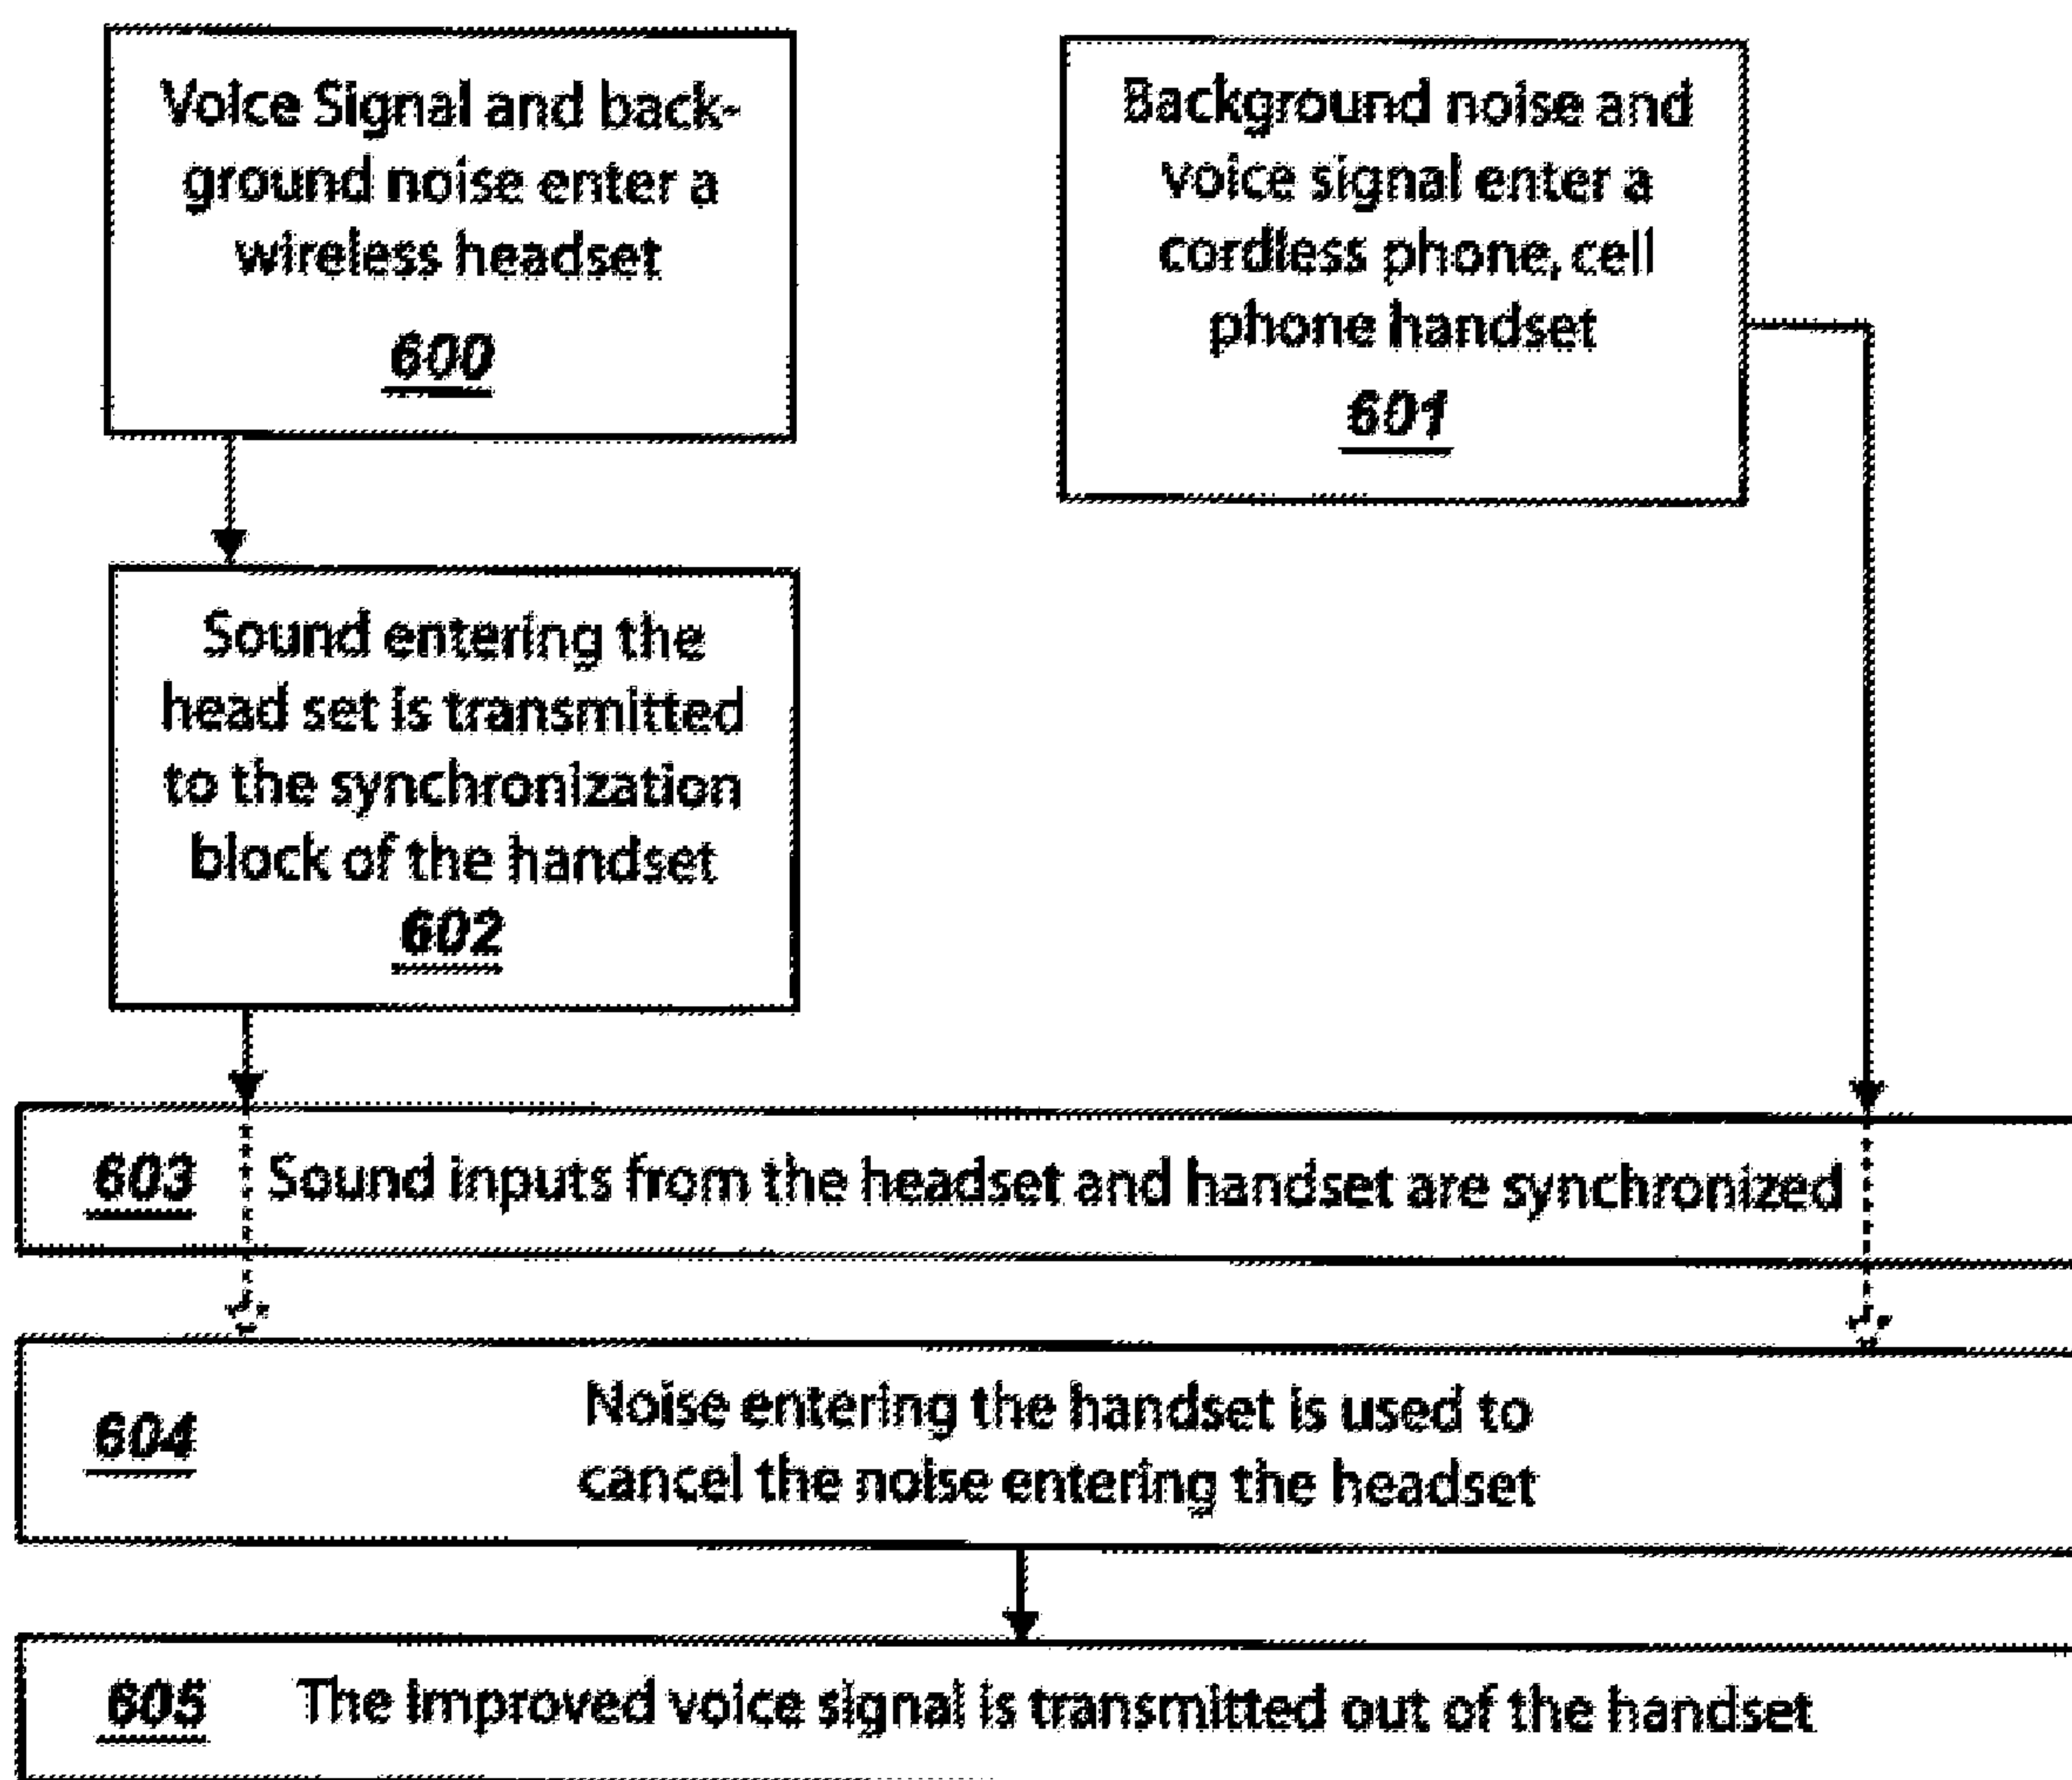 Voice Signal and back-
ground noise enter a
wireless headset
600
Background noise and
voice signal enter a
cordless phone, cell
phone handset
601
Sound entering the
head set is transmitted
to the synchronization
block of the handset
602
603 Sound inputs from the headset and handset are synchronized
604
Noise entering the handset is used to
cancel the noise entering the headset
605 The improved voice signal is transmitted out of the handset